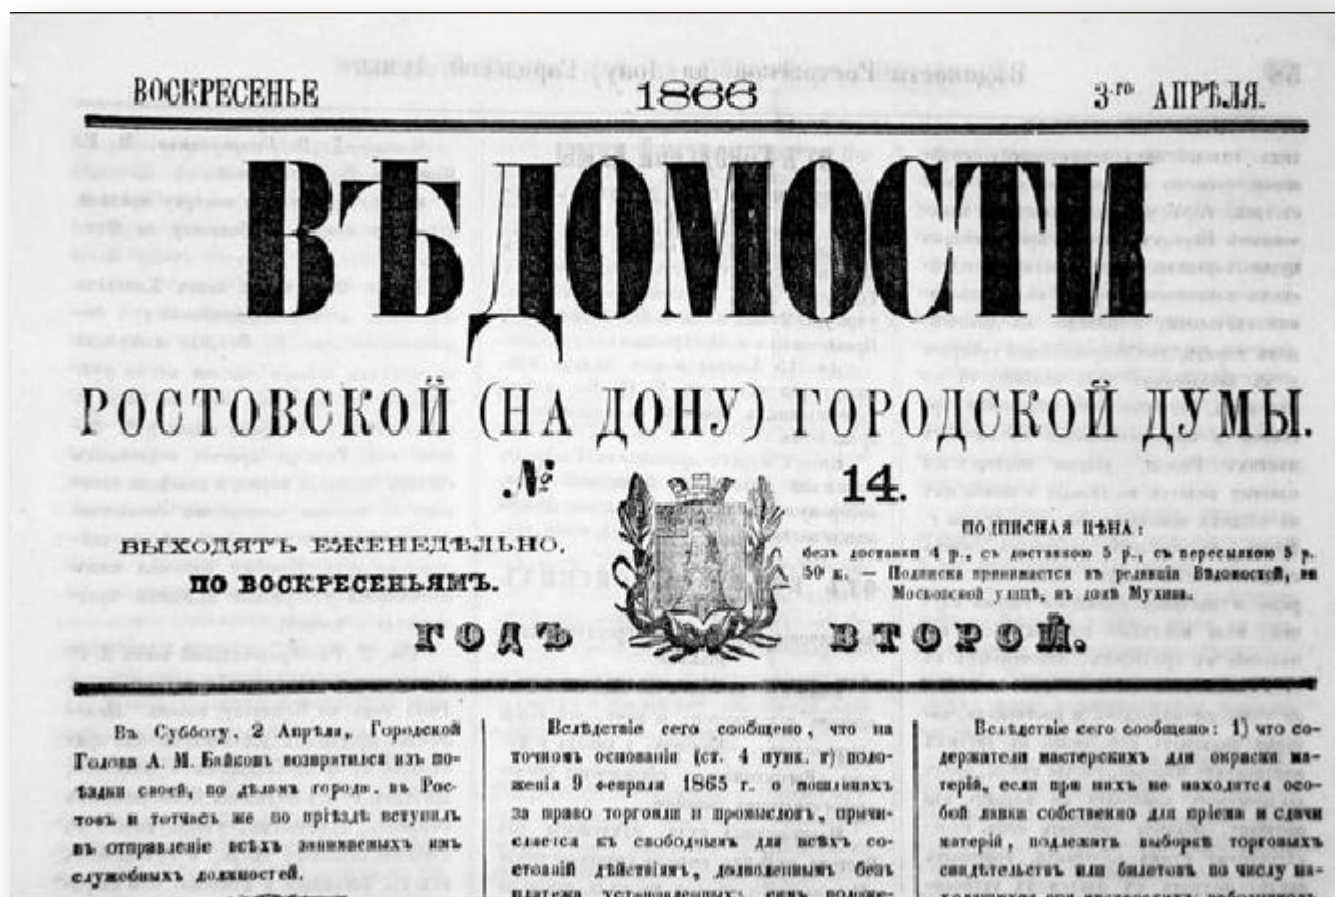 ВОСКРЕСЕНЬЕ
1866
3-го АПРѢЛЯ.
ВѢДОМОСТИ
РОСТОВСКОЙ (НА ДОНУ) ГОРОДСКОЙ ДУМЫ.
№ 14.
ВЫХОДЯТЪ ЕЖЕНЕДѢЛЬНО.
ПО ВОСКРЕСЕНЬЯМЪ.
ПОДПИСНАЯ ЦѢНА.
безъ доставки 4 р., съ доставкою 5 р., съ пересылкою 5 р.
50 к. — Подписка принимается въ редакціи Вѣдомостей, на
Московской улицѣ, въ домѣ Мухина.
ГОДЪ ВТОРОЙ.
Въ Субботу, 2 Апрѣля, Городской
Голова А. М. Байковъ возвратился изъ по-
ѣздки своей, по дѣламъ города, въ Рос-
товъ и тотчасъ же по пріѣздѣ вступилъ
въ отправленіе всѣхъ занимаемыхъ имъ
служебныхъ должностей.
Вслѣдствіе сего сообщено, что на
точномъ основаніи (ст. 4 пунк. г) поло-
женія 9 февраля 1865 г. о пошлинахъ
за право торговли и промысловъ, причи-
сляется къ свободнымъ для всѣхъ со-
стояній дѣйствіямъ, дозволеннымъ безъ
платежа установленныхъ симъ положе-
Вслѣдствіе сего сообщено: 1) что со-
держатели мастерскихъ для окраски ма-
терій, если при нихъ не находятся осо-
бой лавки собственно для пріема и сдачи
матерій, подлежатъ выборкѣ торговыхъ
свидѣтельствъ или билетовъ по числу на-